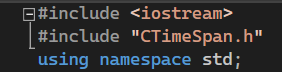 #include <iostream>
#include "CTimeSpan.h"
using namespace std;